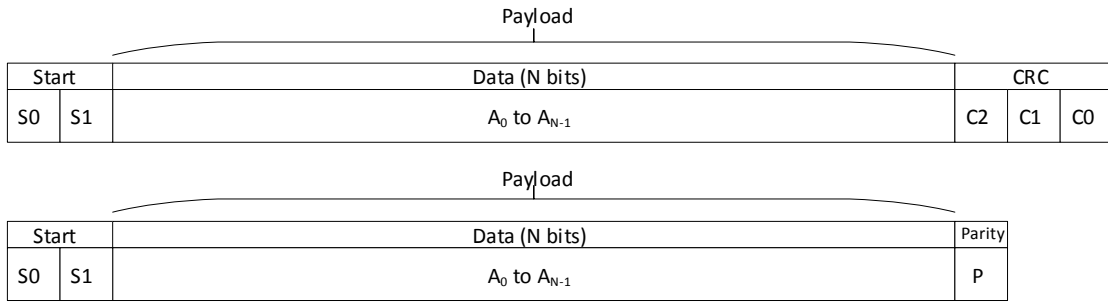 Payload
Start Data (N bits) CRC
S0 S1 A0 to AN-1 C2 C1 C0
Payload
Start Data (N bits) Parity
S0 S1 A0 to AN-1 P